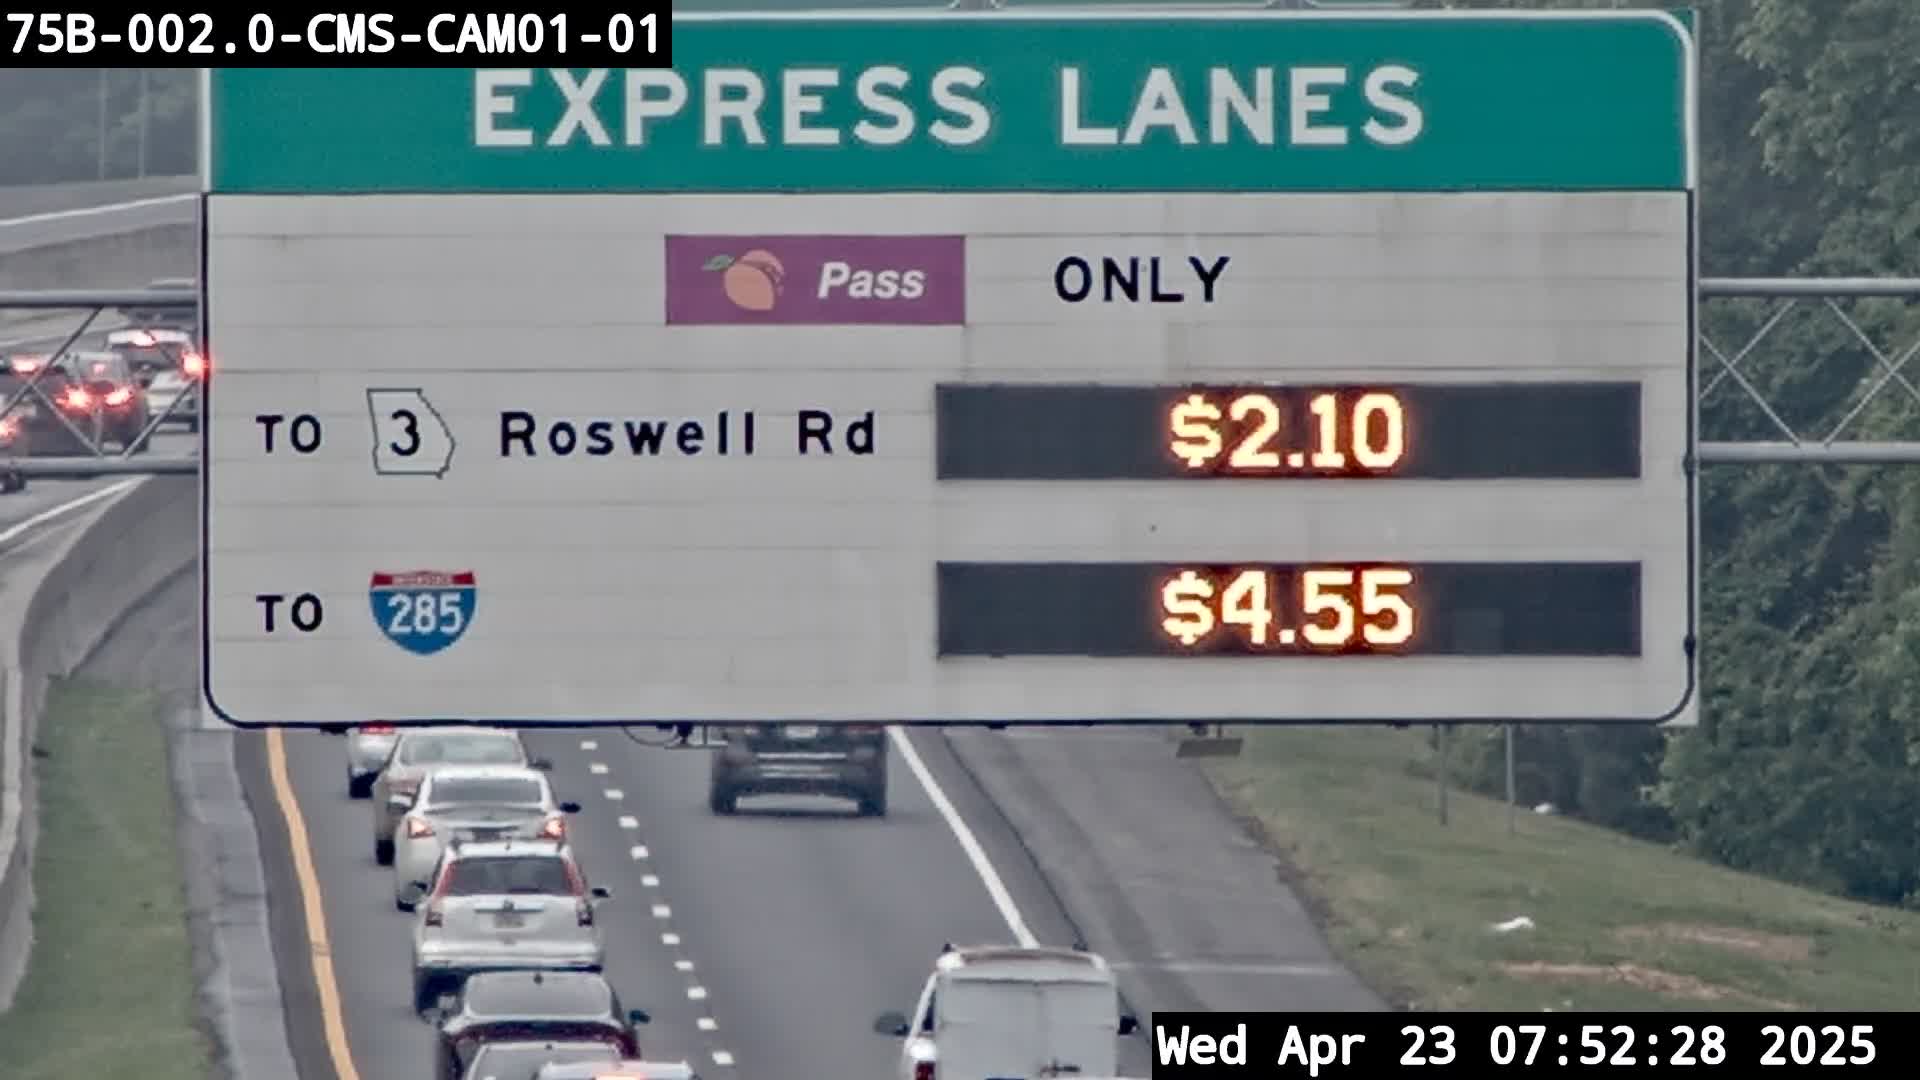 75B-002.0-CMS-CAM01-01
EXPRESS LANES
Pass ONLY
TO 3 Roswell Rd $2.10
INTERSTATE
TO 285 $4.55
Wed Apr 23 07:52:28 2025